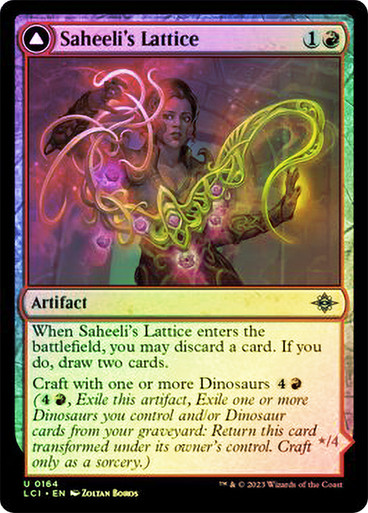 Saheeli's Lattice 1
Artifact
When Saheeli's Lattice enters the
battlefield, you may discard a card. If you
do, draw two cards.
Craft with one or more Dinosaurs 4
(4, Exile this artifact, Exile one or more
Dinosaurs you control and/or Dinosaur
cards from your graveyard: Return this card
transformed under its owner's control. Craft
only as a sorcery.)
*/4
U 0164
LCI • EN Zoltan Boros
™ & © 2023 Wizards of the Coast